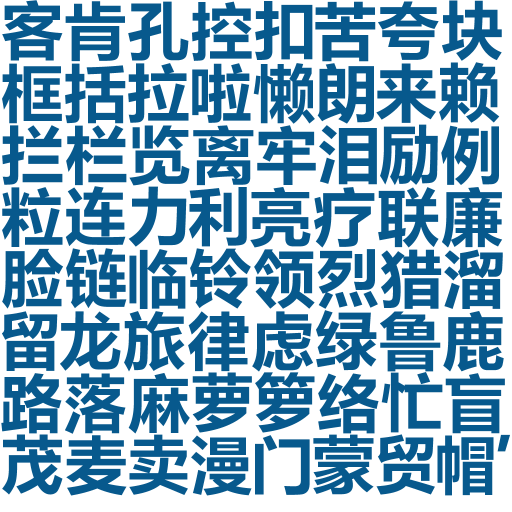 客肯孔控扣苦夸块
框括拉啦懒朗来赖
拦栏览离牢泪励例
粒连力利亮疗联廉
脸链临铃领烈猎溜
留龙旅律虑绿鲁鹿
路落麻萝箩络忙盲
茂麦卖漫门蒙贸帽’